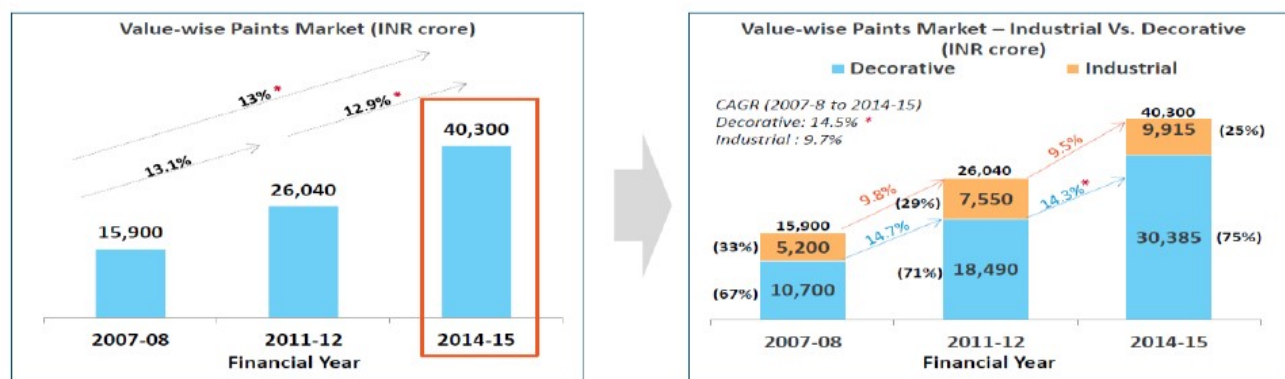 Value-wise Paints Market (INR crore)
13% *
12.9% *
13.1%
40,300
26,040
15,900
2007-08 2011-12 2014-15
Financial Year
Value-wise Paints Market – Industrial Vs. Decorative
(INR crore)
Decorative Industrial
CAGR (2007-8 to 2014-15)
Decorative: 14.5% *
Industrial : 9.7%
40,300
9,915 (25%)
9.5%
26,040
9.8%
(29%) 7,550
14.3% *
15,900
(33%) 5,200
14.7%
30,385 (75%)
(71%) 18,490
(67%) 10,700
2007-08 2011-12 2014-15
Financial Year